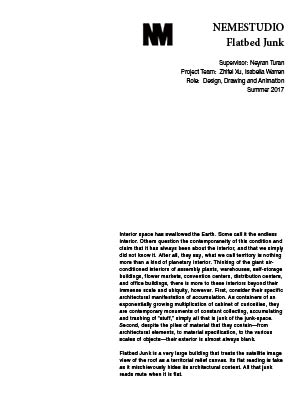 NM
NEMESTUDIO
Flatbed Junk
Supervisor: Neyran Turan
Project Team: Zhifei Xu, Isabella Warren
Role: Design, Drawing and Animation
Summer 2017
Interior space has swallowed the Earth. Some call it the endless
interior. Others question the contemporaneity of this condition and
claim that it has always been about the interior, and that we simply
did not know it. After all, they say, what we call territory is nothing
more than a kind of planetary interior. Thinking of the giant air-
conditioned interiors of assembly plants, warehouses, self-storage
buildings, flower markets, convention centers, distribution centers,
and office buildings, there is more to these interiors beyond their
immense scale and ubiquity, however. First, consider their specific
architectural manifestation of accumulation. As containers of an
exponentially growing multiplication of cabinet of curiosities, they
are contemporary monuments of constant collecting, accumulating
and trashing of "stuff," simply all that is junk of the junk-space.
Second, despite the piles of material that they contain—from
architectural elements, to material specification, to the various
scales of objects—their exterior is almost always blank.
Flatbed Junk is a very large building that treats the satellite image
view of the roof as a territorial relief canvas. Its flat reading is fake
as it mischievously hides its architectural context. All that junk
reads mute when it is flat.